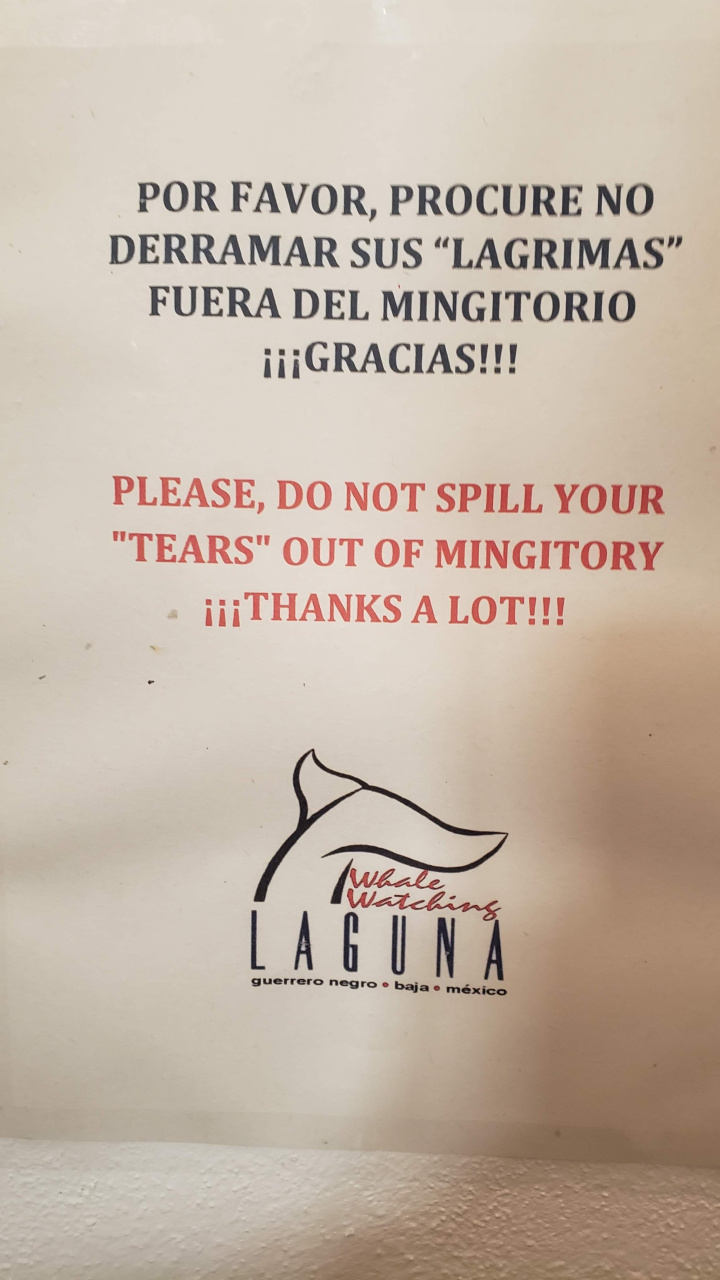 POR FAVOR, PROCURE NO
DERRAMAR SUS “LAGRIMAS”
FUERA DEL MINGITORIO
¡¡¡GRACIAS!!!
PLEASE, DO NOT SPILL YOUR
"TEARS" OUT OF MINGITORY
¡¡¡THANKS A LOT!!!
Whale
Watching
LAGUNA
guerrero negro • baja • méxico